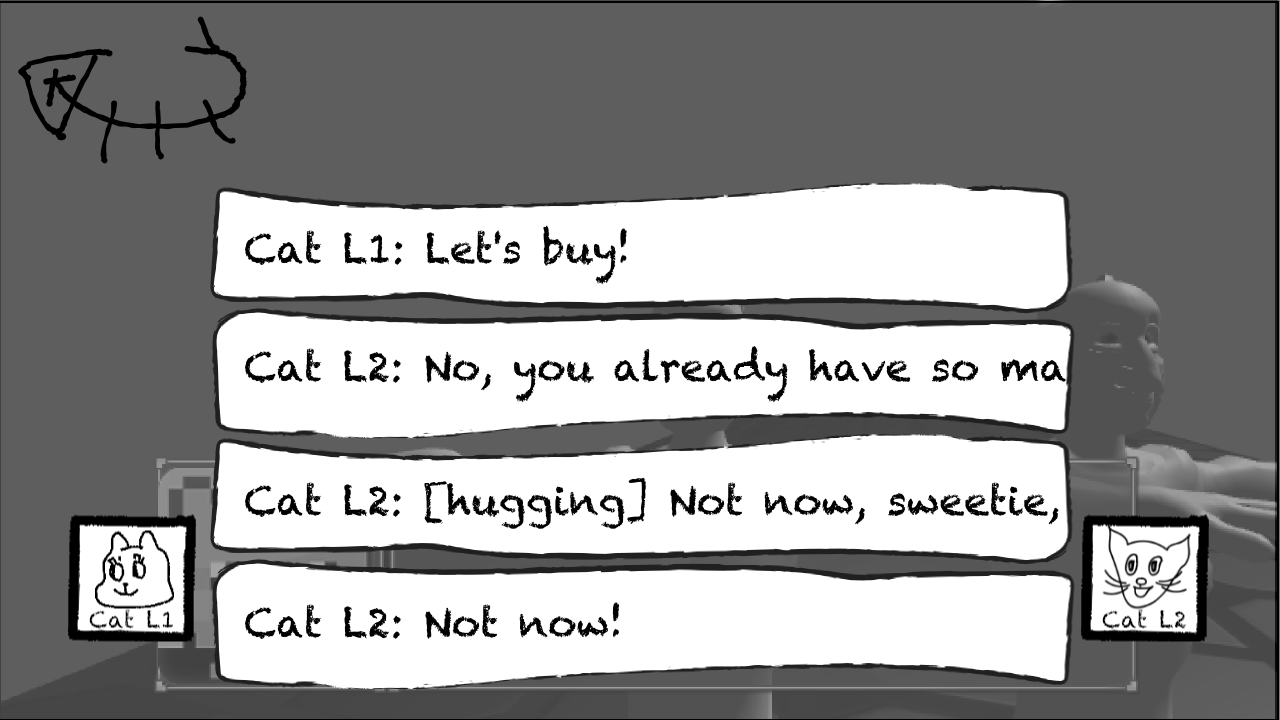 Cat L1: Let's buy!
Cat L2: No, you already have so ma
Cat L2: [hugging] Not now, sweetie,
Cat L2: Not now!
Cat L1
Cat L2